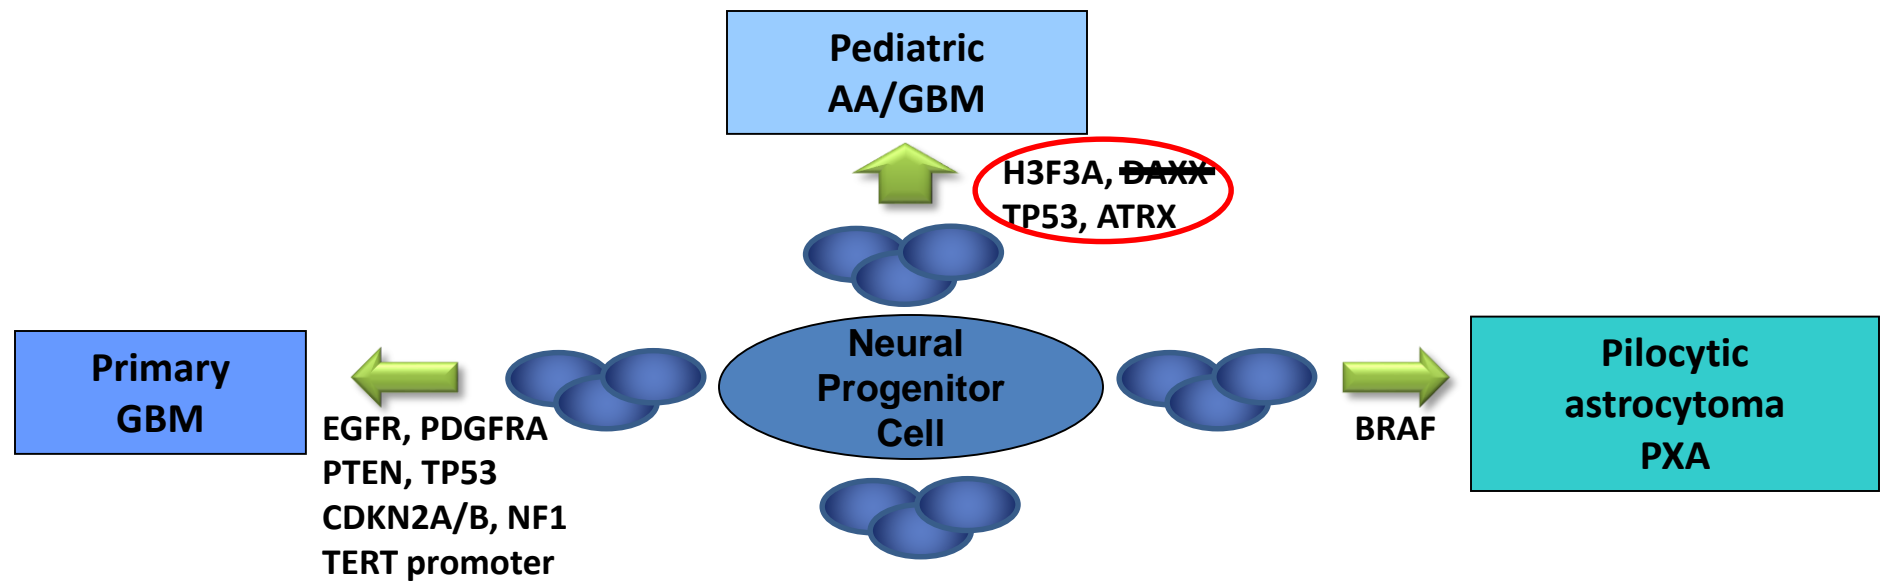 Pediatric
AA/GBM
H3F3A, DAXX
TP53, ATRX
Neural
Progenitor
Cell
Primary
GBM
EGFR, PDGFRA
PTEN, TP53
CDKN2A/B, NF1
TERT promoter
BRAF
Pilocytic
astrocytoma
PXA